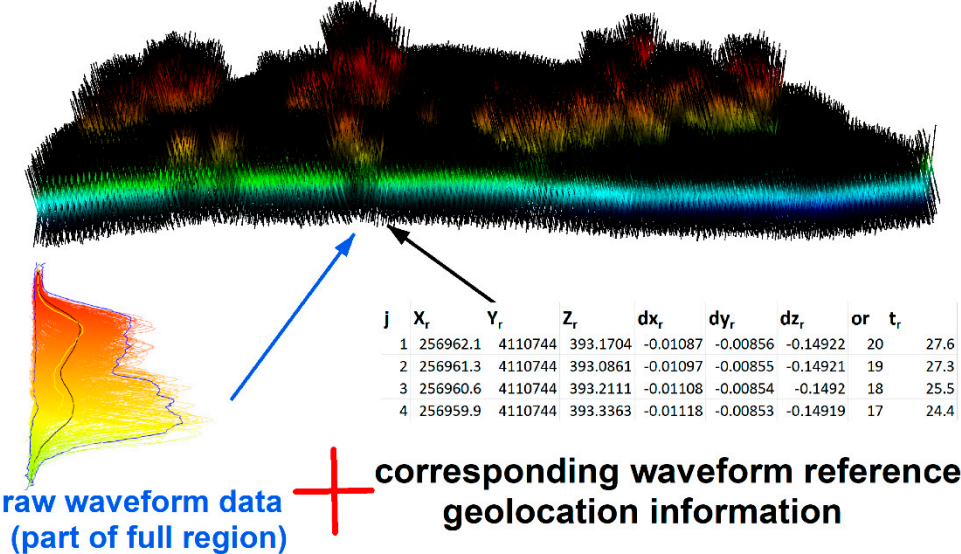 j Xr Yr Zr dxr dyr dzr or tr
1 256962.1 4110744 393.1704 -0.01087 -0.00856 -0.14922 20 27.6
2 256961.3 4110744 393.0861 -0.01097 -0.00855 -0.14921 19 27.3
3 256960.6 4110744 393.2111 -0.01108 -0.00854 -0.1492 18 25.5
4 256959.9 4110744 393.3363 -0.01118 -0.00853 -0.14919 17 24.4
raw waveform data
(part of full region)
corresponding waveform reference
geolocation information